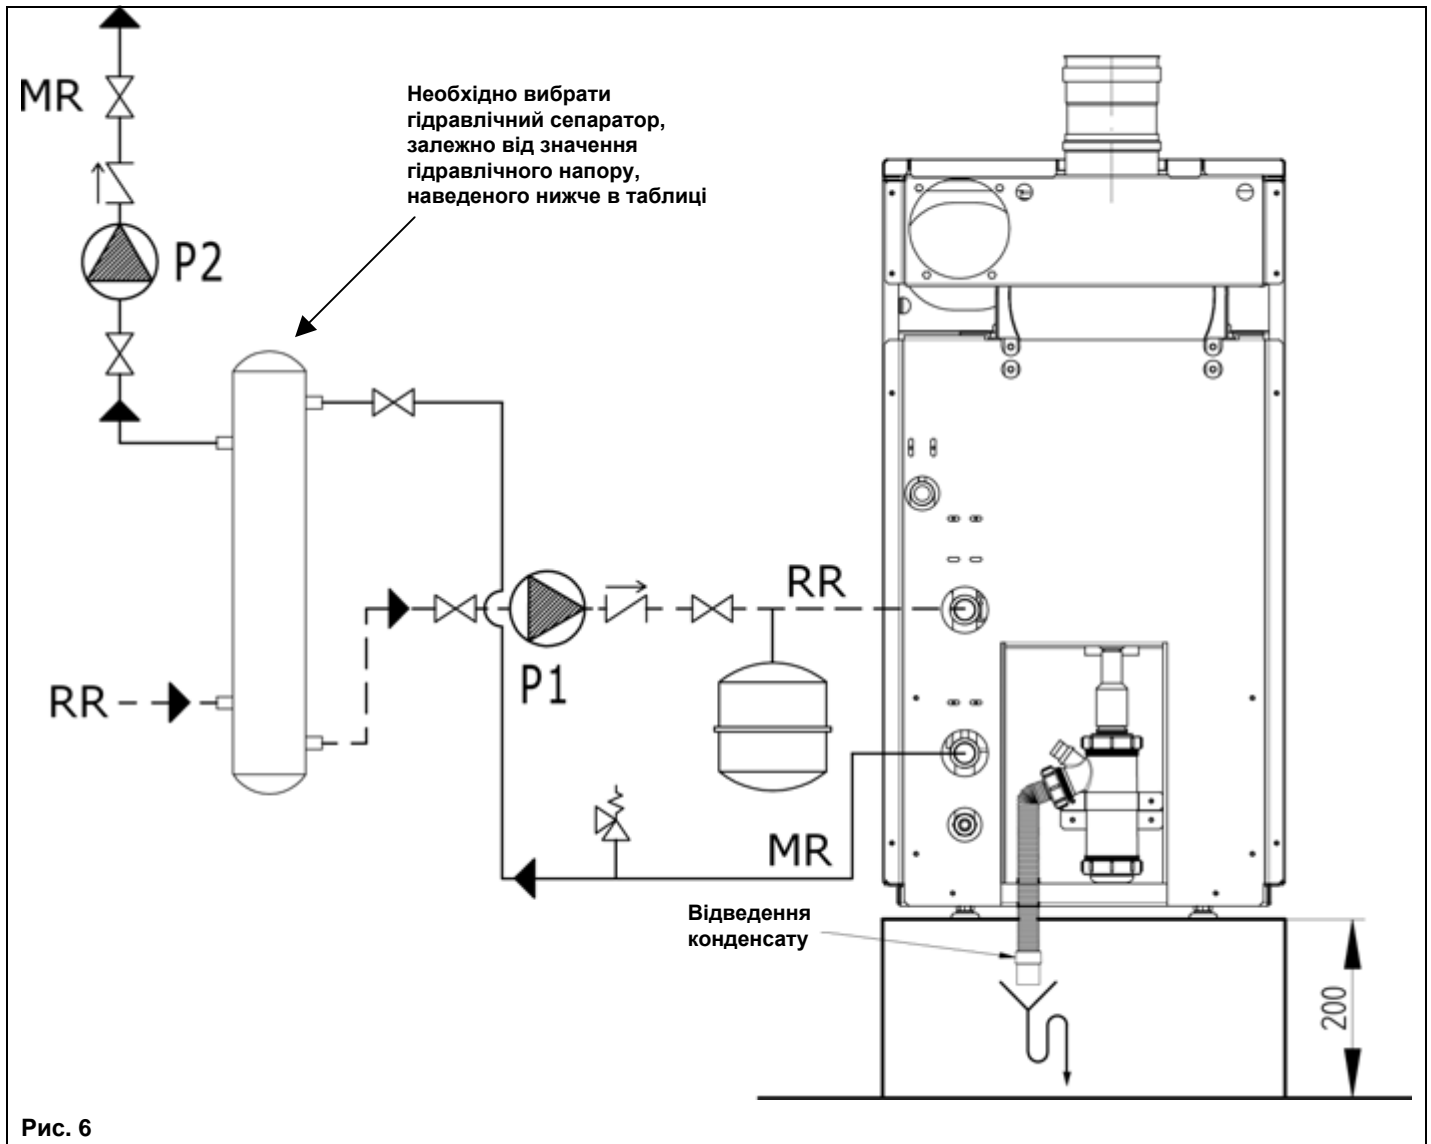 MR
Необхідно вибрати
гідравлічний сепаратор,
залежно від значення
гідравлічного напору,
наведеного нижче в таблиці
P2
RR
P1
RR
MR
Відведення
конденсату
200
Рис. 6